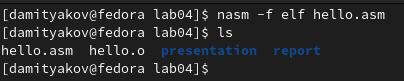 [damityakov@fedora lab04]$ nasm -f elf hello.asm
[damityakov@fedora lab04]$ ls
hello.asm  hello.o  presentation  report
[damityakov@fedora lab04]$